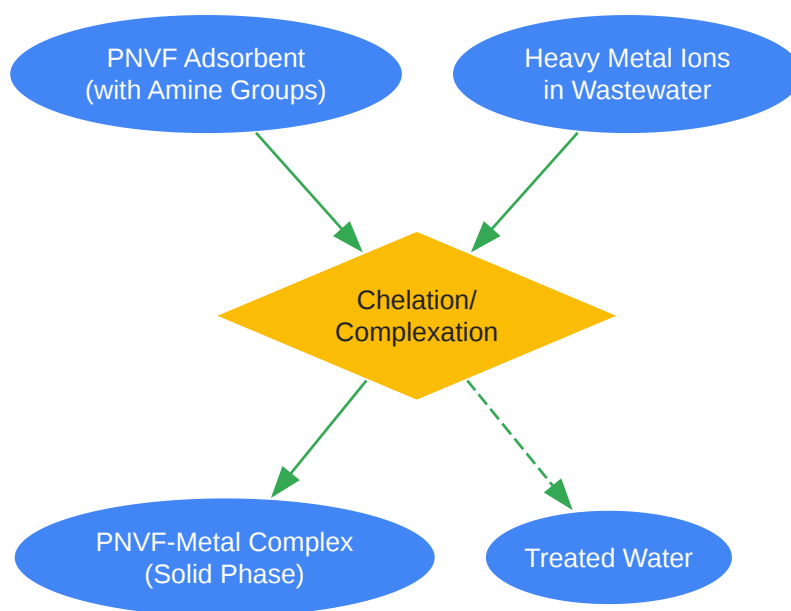 PNVF Adsorbent
(with Amine Groups)
Heavy Metal Ions
in Wastewater
Chelation/
Complexation
PNVF-Metal Complex
(Solid Phase)
Treated Water